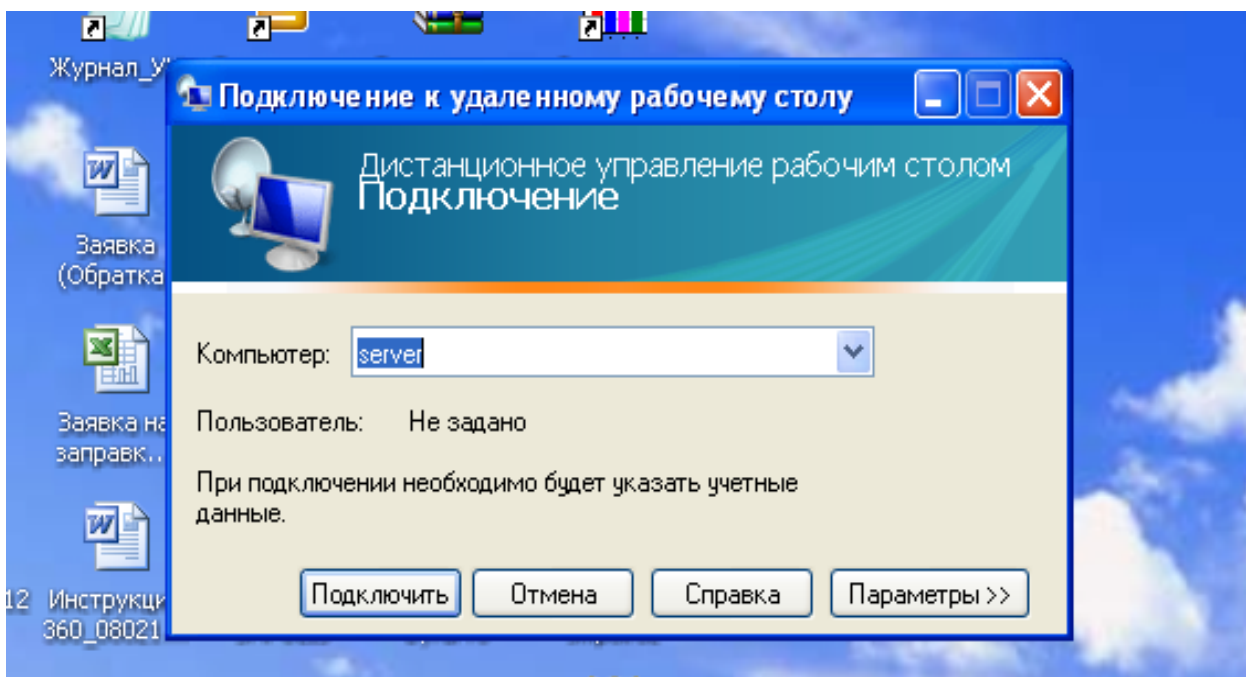 Журнал_У
Подключение к удаленному рабочему столу
Дистанционное управление рабочим столом
Подключение
Заявка
(Обратка
Компьютер: server
Заявка на
заправк...
Пользователь: Не задано
При подключении необходимо будет указать учетные
данные.
Подключить Отмена Справка Параметры >>
12 Инструкци
360_08021